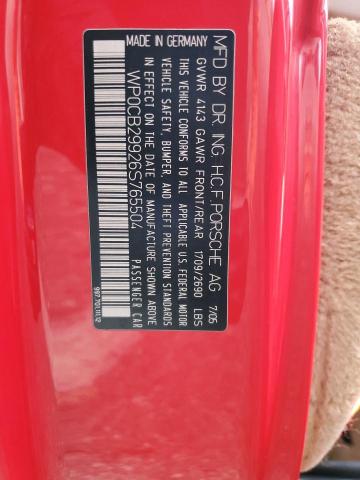 MADE IN GERMANY
MFD BY DR. ING. H.C.F. PORSCHE AG 7/05
GVWR 4143 GAWR FRONT/REAR 1709/2690 LBS
THIS VEHICLE CONFORMS TO ALL APPLICABLE U.S. FEDERAL MOTOR
VEHICLE SAFETY, BUMPER, AND THEFT PREVENTION STANDARDS
IN EFFECT ON THE DATE OF MANUFACTURE SHOWN ABOVE
WP0CB29926S765504 PASSENGER CAR